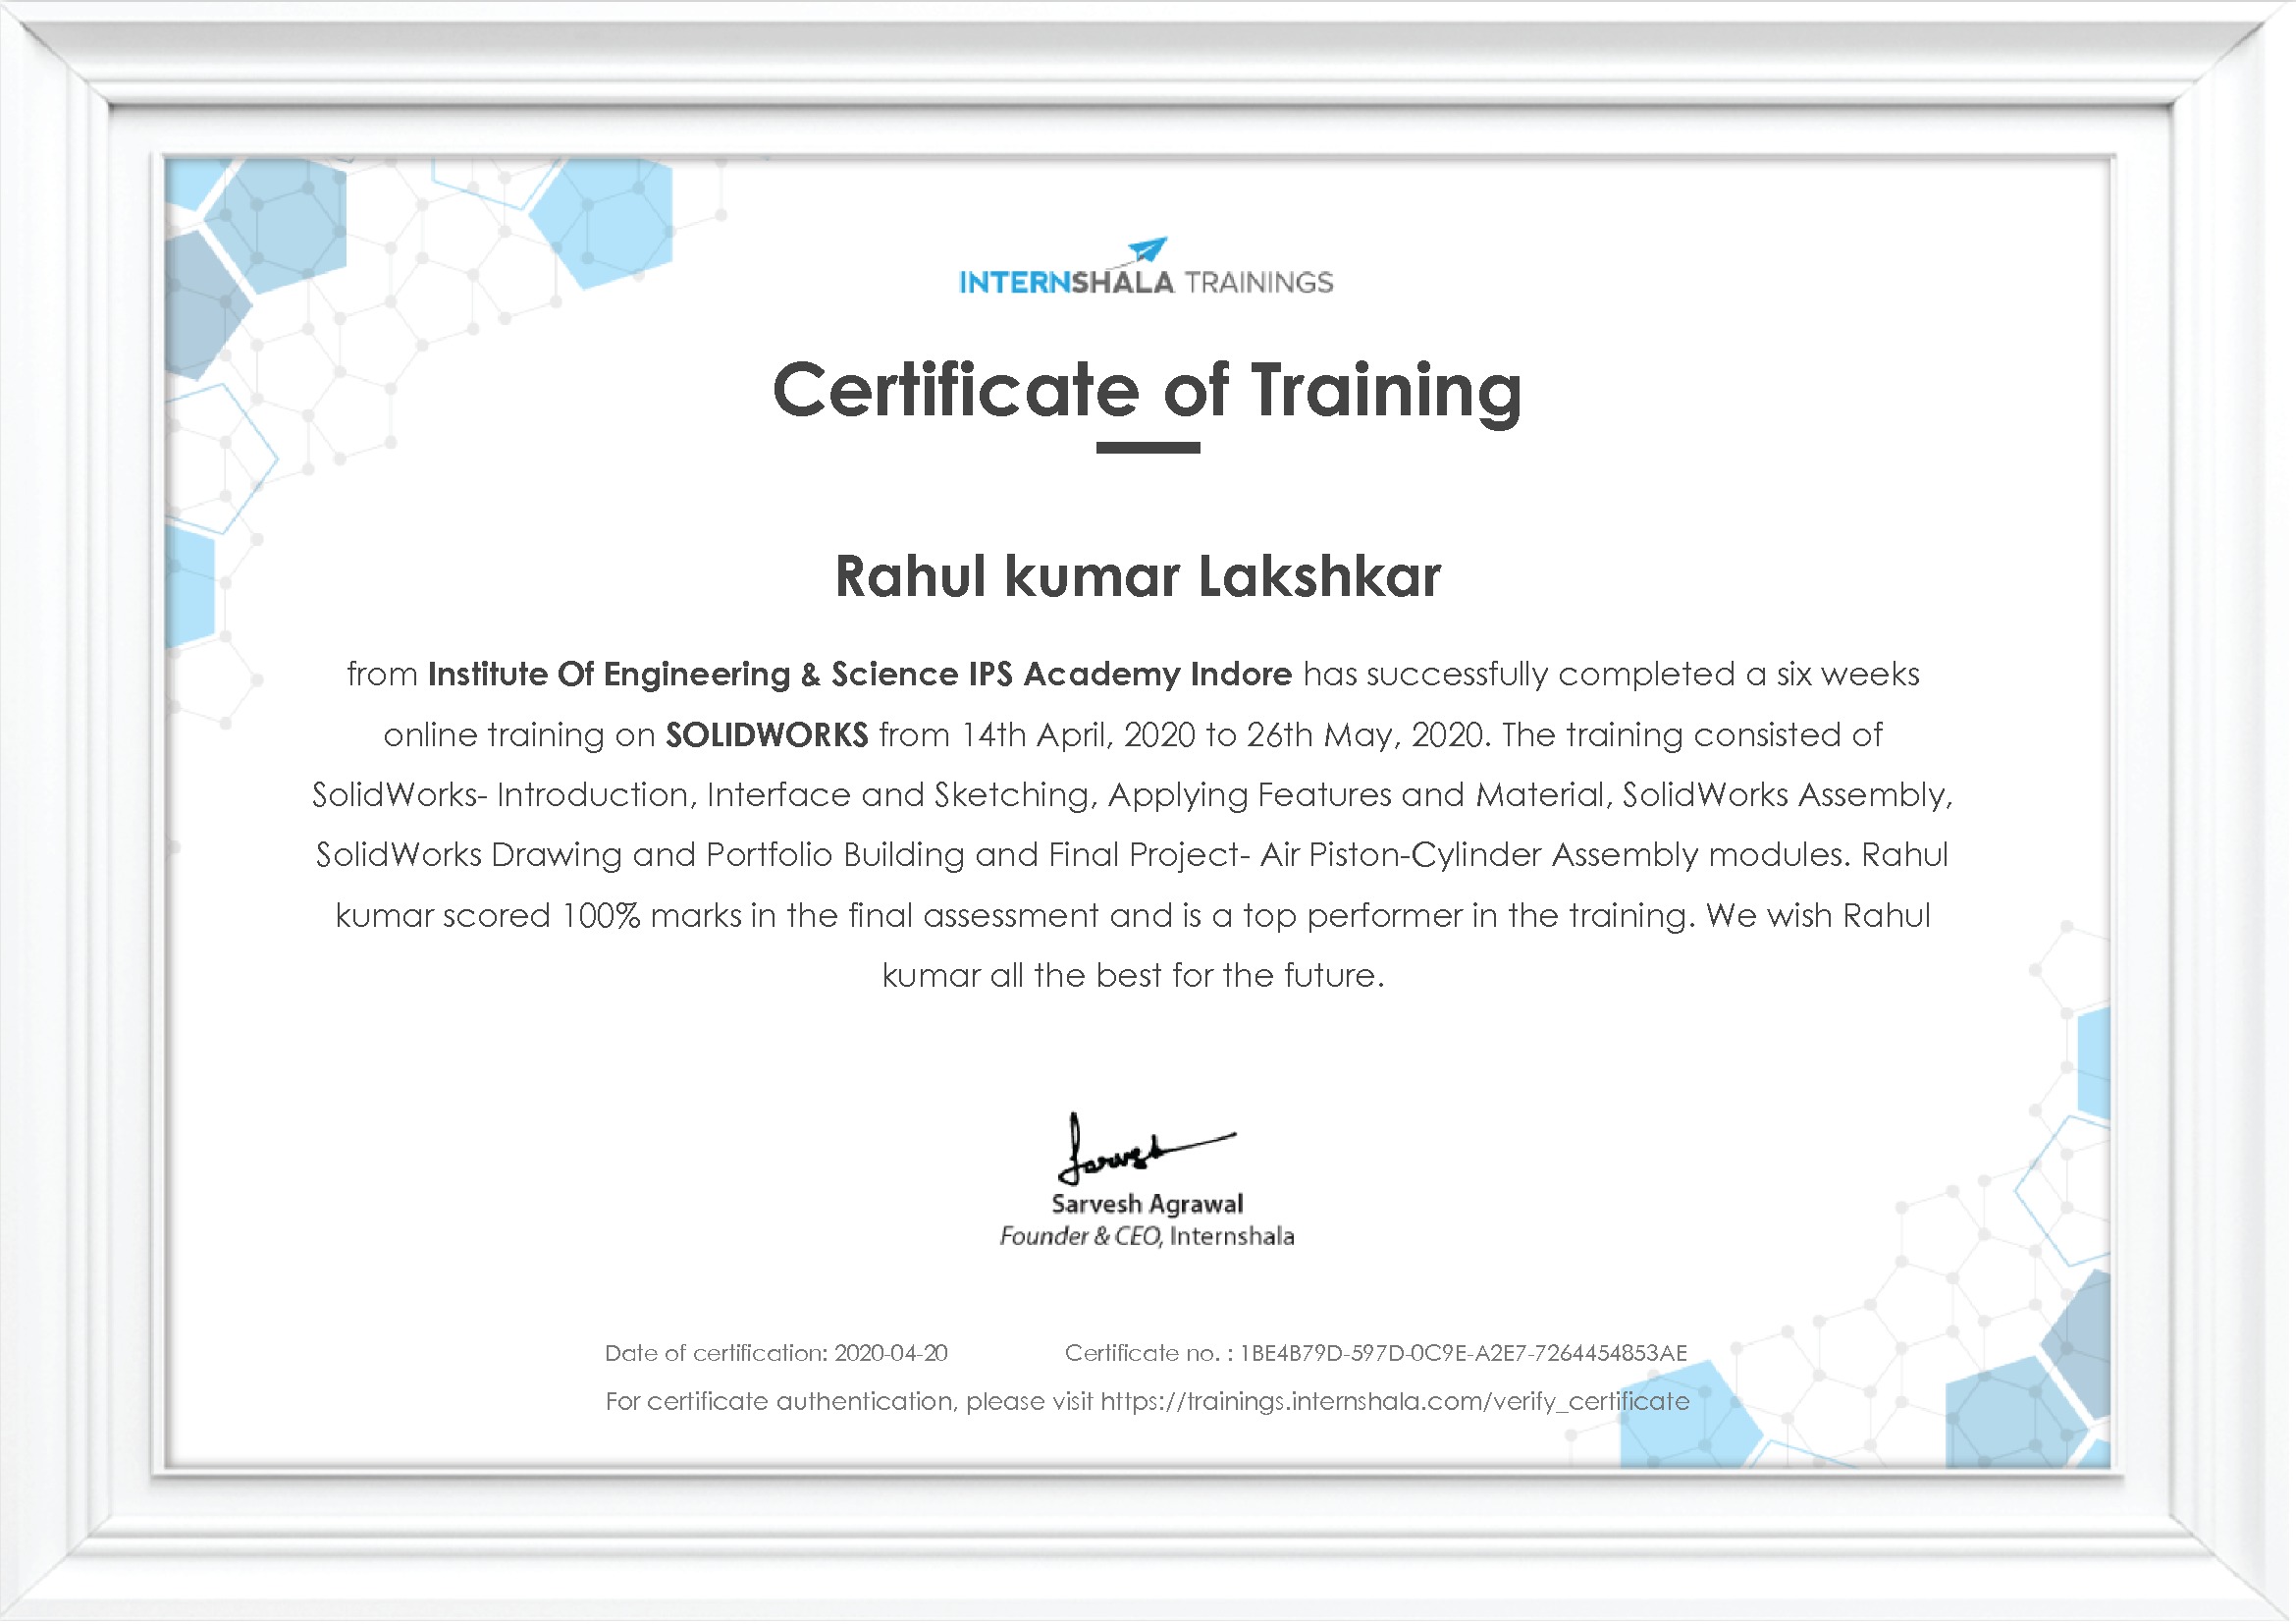 INTERNSHALA TRAININGS
Certificate of Training
Rahul kumar Lakshkar
from Institute Of Engineering & Science IPS Academy Indore has successfully completed a six weeks
online training on SOLIDWORKS from 14th April, 2020 to 26th May, 2020. The training consisted of
SolidWorks- Introduction, Interface and Sketching, Applying Features and Material, SolidWorks Assembly,
SolidWorks Drawing and Portfolio Building and Final Project- Air Piston-Cylinder Assembly modules. Rahul
kumar scored 100% marks in the final assessment and is a top performer in the training. We wish Rahul
kumar all the best for the future.
Sarvesh
Sarvesh Agrawal
Founder & CEO, Internshala
Date of certification: 2020-04-20 Certificate no. : 1BE4B79D-597D-0C9E-A2E7-7264454853AE
For certificate authentication, please visit https://trainings.internshala.com/verify_certificate